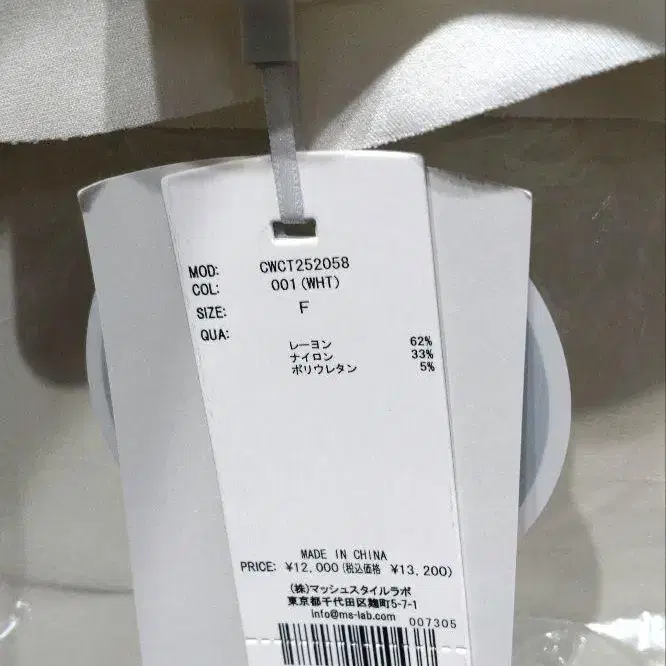 MOD: CWCT252058
COL: 001(WHT)
SIZE: F
QUA:
レーヨン 62%
ナイロン 33%
ポリウレタン 5%
MADE IN CHINA
PRICE: ¥12,000(税込価格 ¥13,200)
(株)マッシュスタイルラボ
東京都千代田区麹町5-7-1
info@ms-lab.com 007305